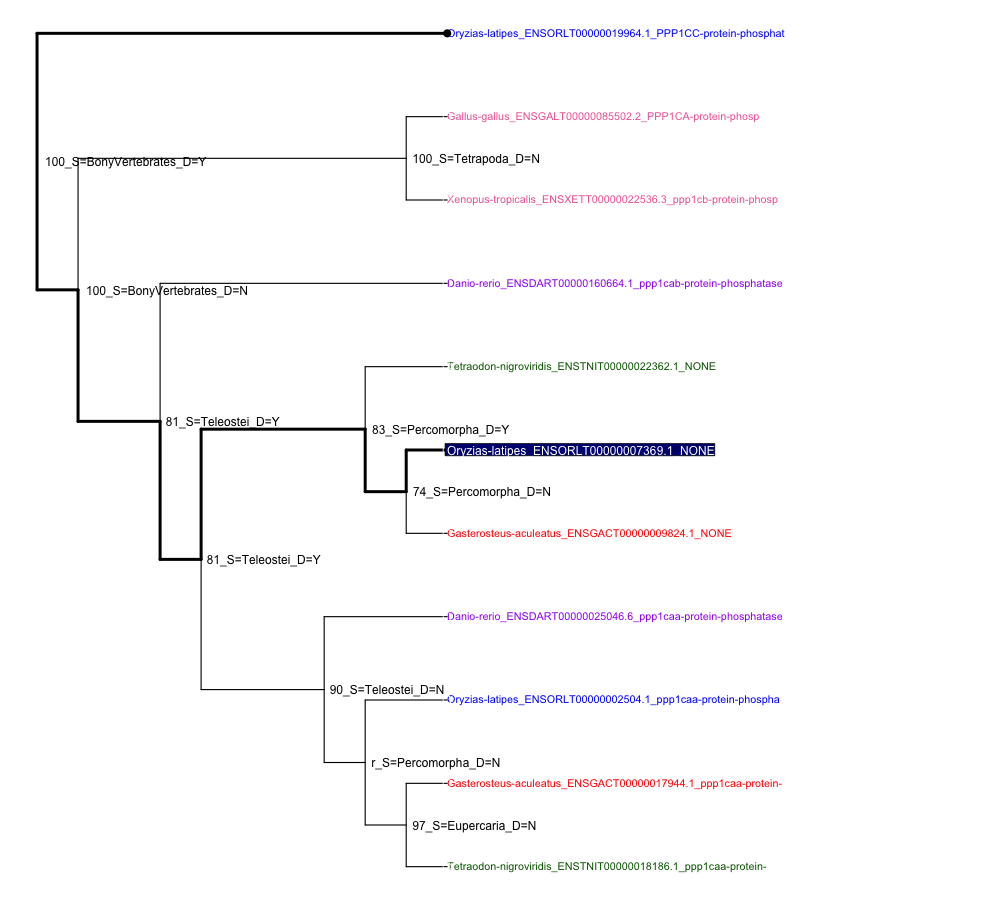 Oryzias-latipes_ENSORLT00000019964.1_PPP1CC-protein-phosphat
Gallus-gallus_ENSGALT00000085502.2_PPP1CA-protein-phosp
100_S=BonyVertebrates_D=Y
100_S=Tetrapoda_D=N
Xenopus-tropicalis_ENSXETT00000022536.3_ppp1cb-protein-phosp
Danio-rerio_ENSDART00000160664.1_ppp1cab-protein-phosphatase
100_S=BonyVertebrates_D=N
Tetraodon-nigroviridis_ENSTNIT00000022362.1_NONE
81_S=Teleostei_D=Y
83_S=Percomorpha_D=Y
Oryzias-latipes_ENSORLT00000007369.1_NONE
74_S=Percomorpha_D=N
Gasterosteus-aculeatus_ENSGACT00000009824.1_NONE
81_S=Teleostei_D=Y
Danio-rerio_ENSDART00000025046.6_ppp1caa-protein-phosphatase
90_S=Teleostei_D=N
Oryzias-latipes_ENSORLT00000002504.1_ppp1caa-protein-phospha
r_S=Percomorpha_D=N
Gasterosteus-aculeatus_ENSGACT00000017944.1_ppp1caa-protein-
97_S=Eupercaria_D=N
Tetraodon-nigroviridis_ENSTNIT00000018186.1_ppp1caa-protein-